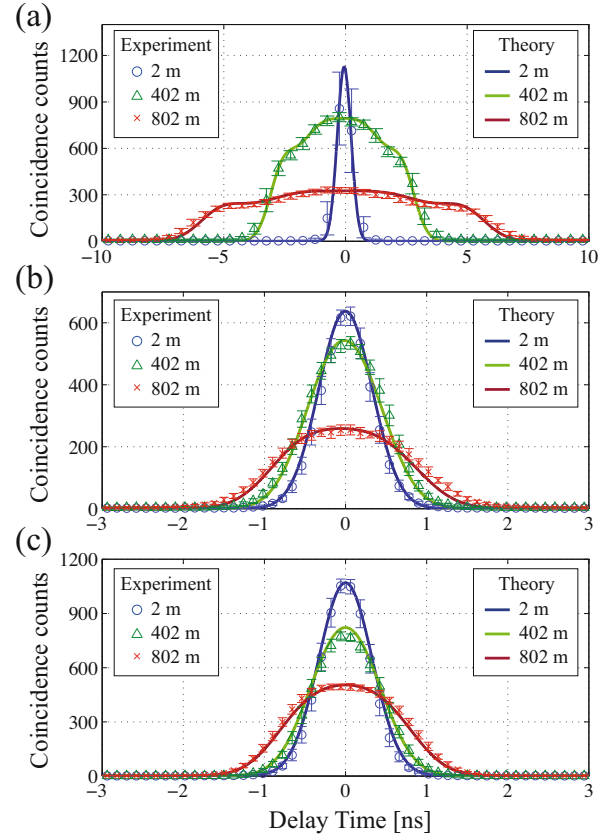 (a)
Coincidence counts
1200
900
600
300
0
Experiment
2 m
402 m
802 m
Theory
2 m
402 m
802 m
−10 −5 0 5 10
(b)
Coincidence counts
600
400
200
0
Experiment
2 m
402 m
802 m
Theory
2 m
402 m
802 m
−3 −2 −1 0 1 2 3
(c)
Coincidence counts
1200
900
600
300
0
Experiment
2 m
402 m
802 m
Theory
2 m
402 m
802 m
−3 −2 −1 0 1 2 3
Delay Time [ns]